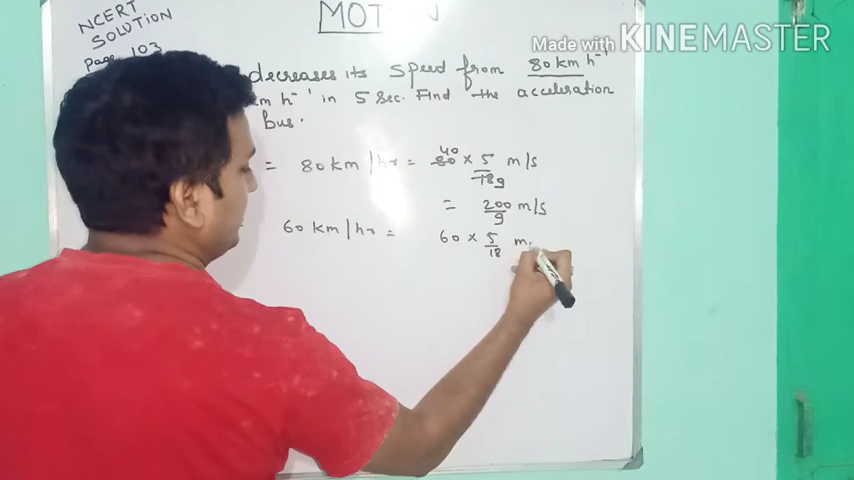 NCERT
SOLUTION
Page 103
MOT N
Made with KINEMASTER
decreases its speed from 80 km h⁻¹
km h⁻¹ in 5 sec. Find the accleration
bus.
= 80 km/hr = 80 40 × 5/18 9 m/s
= 200/9 m/s
60 km/hr = 60 × 5/18 m